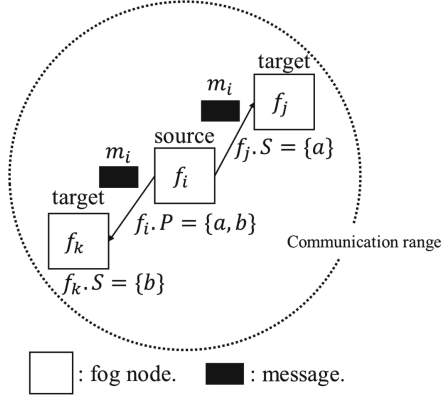 target
m_i
f_j
source
f_j.S = {a}
m_i
f_i
target
f_i.P = {a, b}
f_k
Communication range
f_k.S = {b}
: fog node.
: message.